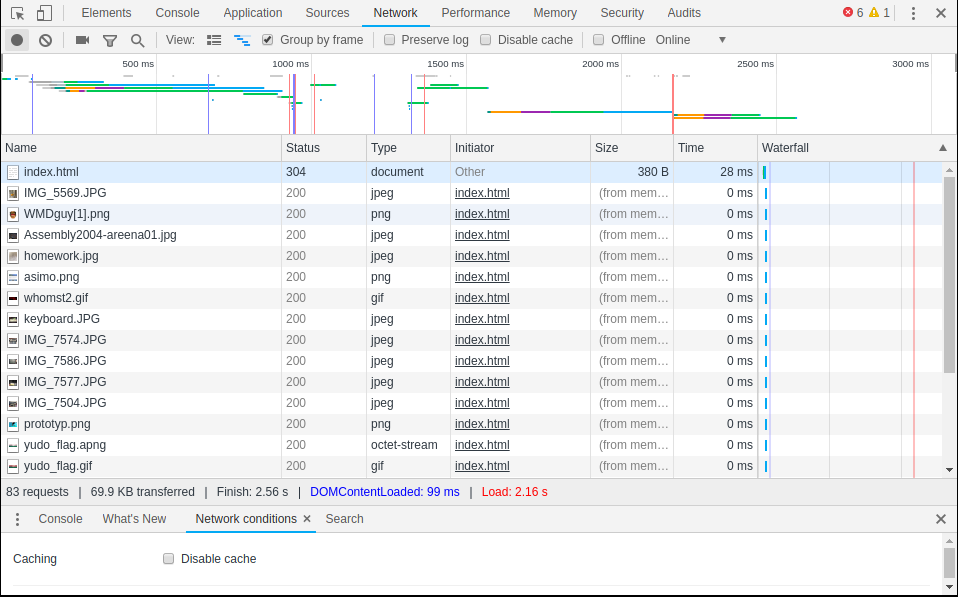 Elements Console Application Sources Network Performance Memory Security Audits 6 1
View: Group by frame Preserve log Disable cache Offline Online
500 ms 1000 ms 1500 ms 2000 ms 2500 ms 3000 ms
Name Status Type Initiator Size Time Waterfall
index.html 304 document Other 380 B 28 ms
IMG_5569.JPG 200 jpeg index.html (from mem… 0 ms
WMDguy[1].png 200 png index.html (from mem… 0 ms
Assembly2004-areena01.jpg 200 jpeg index.html (from mem… 0 ms
homework.jpg 200 jpeg index.html (from mem… 0 ms
asimo.png 200 png index.html (from mem… 0 ms
whomst2.gif 200 gif index.html (from mem… 0 ms
keyboard.JPG 200 jpeg index.html (from mem… 0 ms
IMG_7574.JPG 200 jpeg index.html (from mem… 0 ms
IMG_7586.JPG 200 jpeg index.html (from mem… 0 ms
IMG_7577.JPG 200 jpeg index.html (from mem… 0 ms
IMG_7504.JPG 200 jpeg index.html (from mem… 0 ms
prototyp.png 200 png index.html (from mem… 0 ms
yudo_flag.apng 200 octet-stream index.html (from mem… 0 ms
yudo_flag.gif 200 gif index.html (from mem… 0 ms
83 requests | 69.9 KB transferred | Finish: 2.56 s | DOMContentLoaded: 99 ms | Load: 2.16 s
Console What's New Network conditions × Search
Caching Disable cache